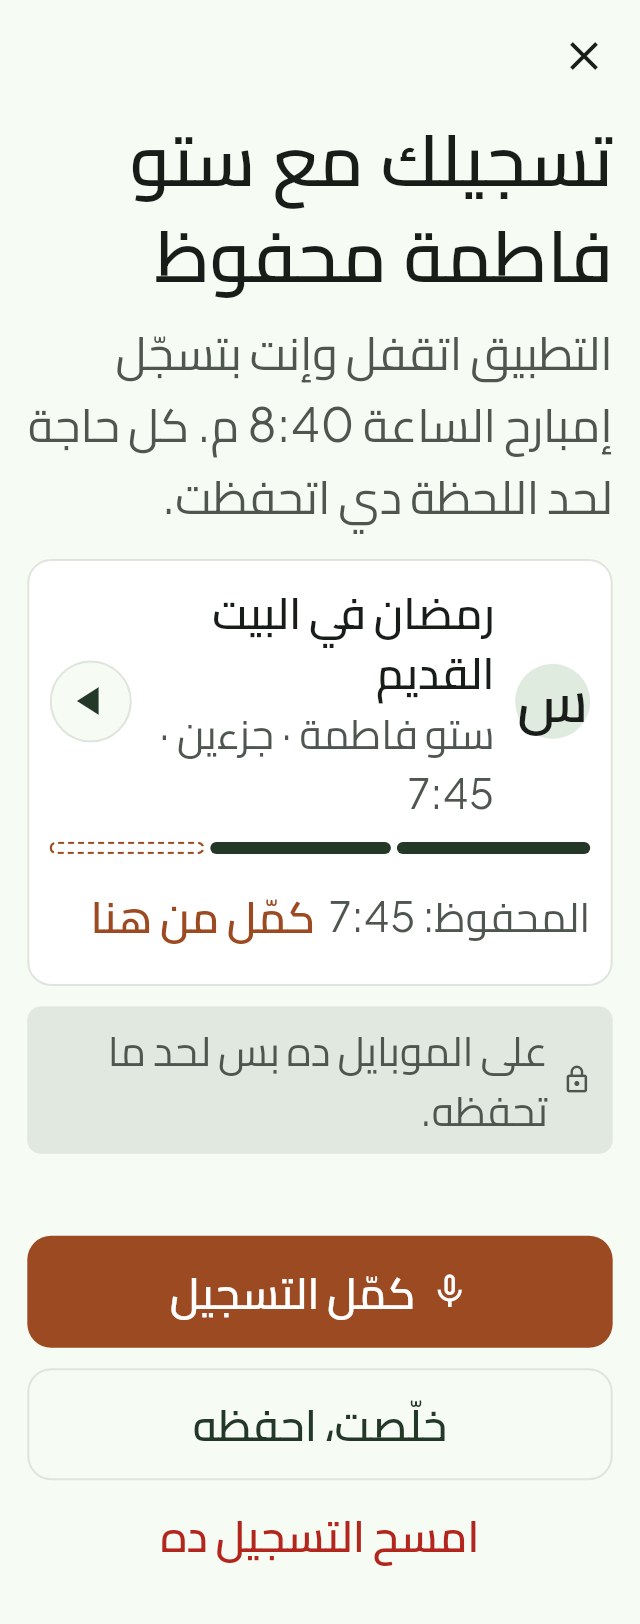 تسجيلك مع ستو
فاطمة محفوظ
التطبيق اتقفل وإنت بتسجّل
إمبارح الساعة 8:40 م. كل حاجة
لحد اللحظة دي اتحفظت.
س
رمضان في البيت
القديم
ستو فاطمة · جزءين ·
7:45
المحفوظ: 7:45 كمّل من هنا
على الموبايل ده بس لحد ما
تحفظه.
كمّل التسجيل
خلّصت، احفظه
امسح التسجيل ده